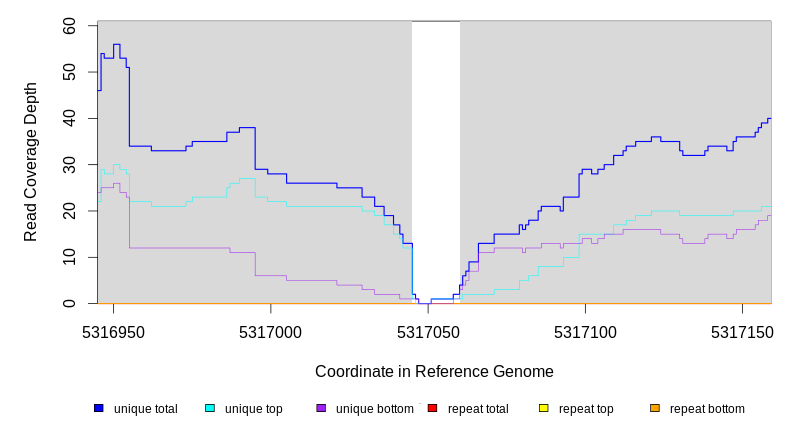 60
50
40
30
20
10
0
Read Coverage Depth
5316950 5317000 5317050 5317100 5317150
Coordinate in Reference Genome
unique total unique top unique bottom repeat total repeat top repeat bottom